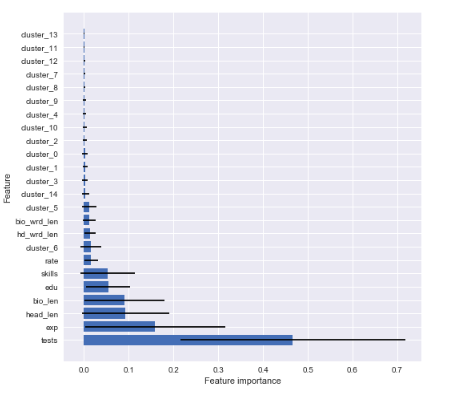 cluster_13
cluster_11
cluster_12
cluster_7
cluster_8
cluster_9
cluster_4
cluster_10
cluster_2
cluster_0
cluster_1
cluster_3
cluster_14
cluster_5
bio_wrd_len
hd_wrd_len
cluster_6
rate
skills
edu
bio_len
head_len
exp
tests
Feature
0.0 0.1 0.2 0.3 0.4 0.5 0.6 0.7
Feature importance